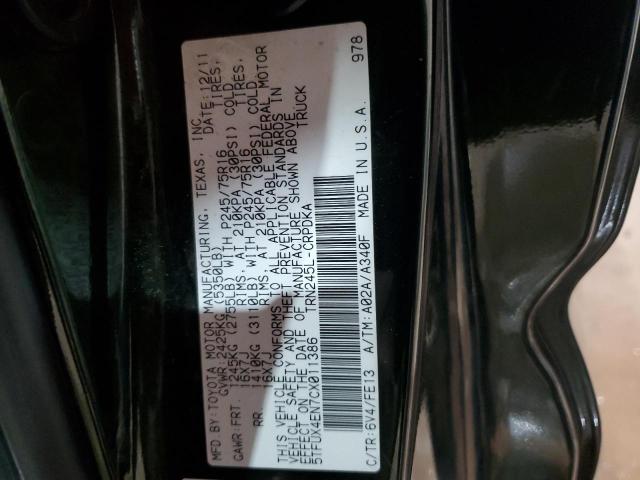 MFD BY:TOYOTA MOTOR MANUFACTURING, TEXAS, INC.
GVWR:2425KG (5350LB) DATE:12/11
GAWR:FRT. 1245KG (2755LB) WITH P245/75R16 TIRES,
16X7J RIMS, AT 210KPA (30PSI) COLD
RR. 1410KG (3110LB) WITH P245/75R16 TIRES,
16X7J RIMS, AT 210KPA (30PSI) COLD
THIS VEHICLE CONFORMS TO ALL APPLICABLE FEDERAL MOTOR
VEHICLE SAFETY AND THEFT PREVENTION STANDARDS IN
EFFECT ON THE DATE OF MANUFACTURE SHOWN ABOVE
5TFUX4EN7CX011386 TRN245L-CRPDKA TRUCK
C/TR:6V4/FE13 A/TM:A02A/A340F MADE IN U.S.A. 978